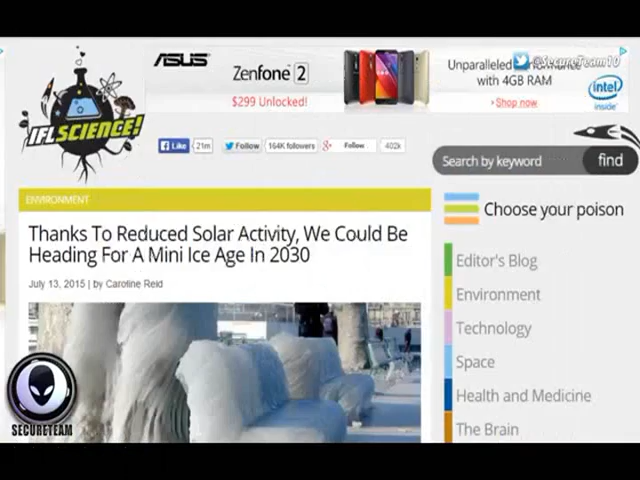 ASUS
Zenfone 2
$299 Unlocked!
Unparalleled
@SecureTeam10
with 4GB RAM
Shop now
intel
inside
IFLSCIENCE!
Like 21m
Follow 164K followers
Follow 402k
Search by keyword
find
ENVIRONMENT
Choose your poison
Thanks To Reduced Solar Activity, We Could Be
Heading For A Mini Ice Age In 2030
July 13, 2015 | by Caroline Reid
Editor's Blog
Environment
Technology
Space
Health and Medicine
The Brain
SECURETEAM